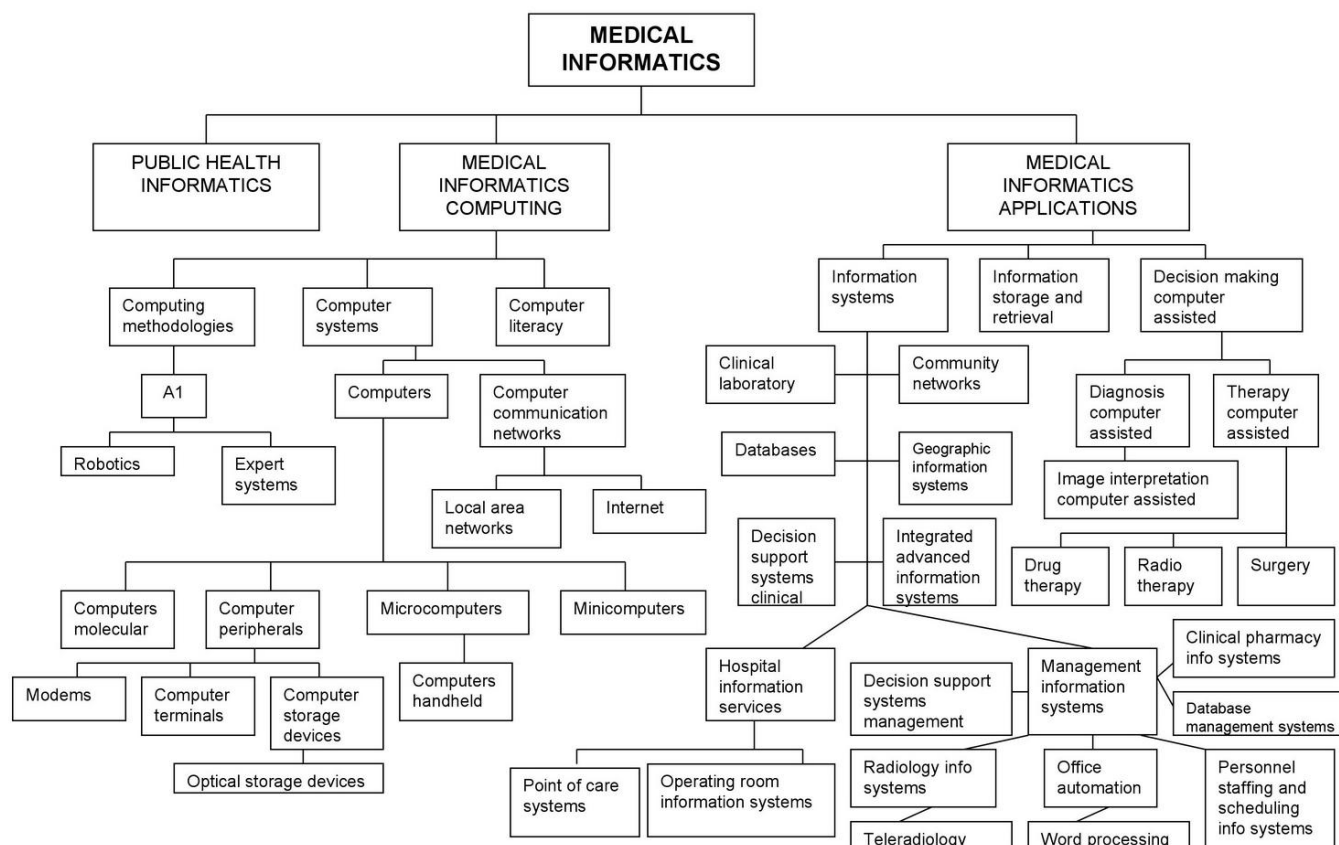 MEDICAL
INFORMATICS
PUBLIC HEALTH
INFORMATICS
MEDICAL
INFORMATICS
COMPUTING
MEDICAL
INFORMATICS
APPLICATIONS
Computing
methodologies
Computer
systems
Computer
literacy
Information
systems
Information
storage and
retrieval
Decision making
computer
assisted
A1
Computers
Computer
communication
networks
Clinical
laboratory
Community
networks
Diagnosis
computer
assisted
Therapy
computer
assisted
Robotics
Expert
systems
Local area
networks
Internet
Databases
Geographic
information
systems
Image interpretation
computer assisted
Decision
support
systems
clinical
Integrated
advanced
information
systems
Drug
therapy
Radio
therapy
Surgery
Computers
molecular
Computer
peripherals
Microcomputers
Minicomputers
Modems
Computer
terminals
Computer
storage
devices
Computers
handheld
Optical storage devices
Hospital
information
services
Decision support
systems
management
Management
information
systems
Clinical pharmacy
info systems
Database
management systems
Point of care
systems
Operating room
information systems
Radiology info
systems
Office
automation
Personnel
staffing and
scheduling
info systems
Teleradiology
Word processing